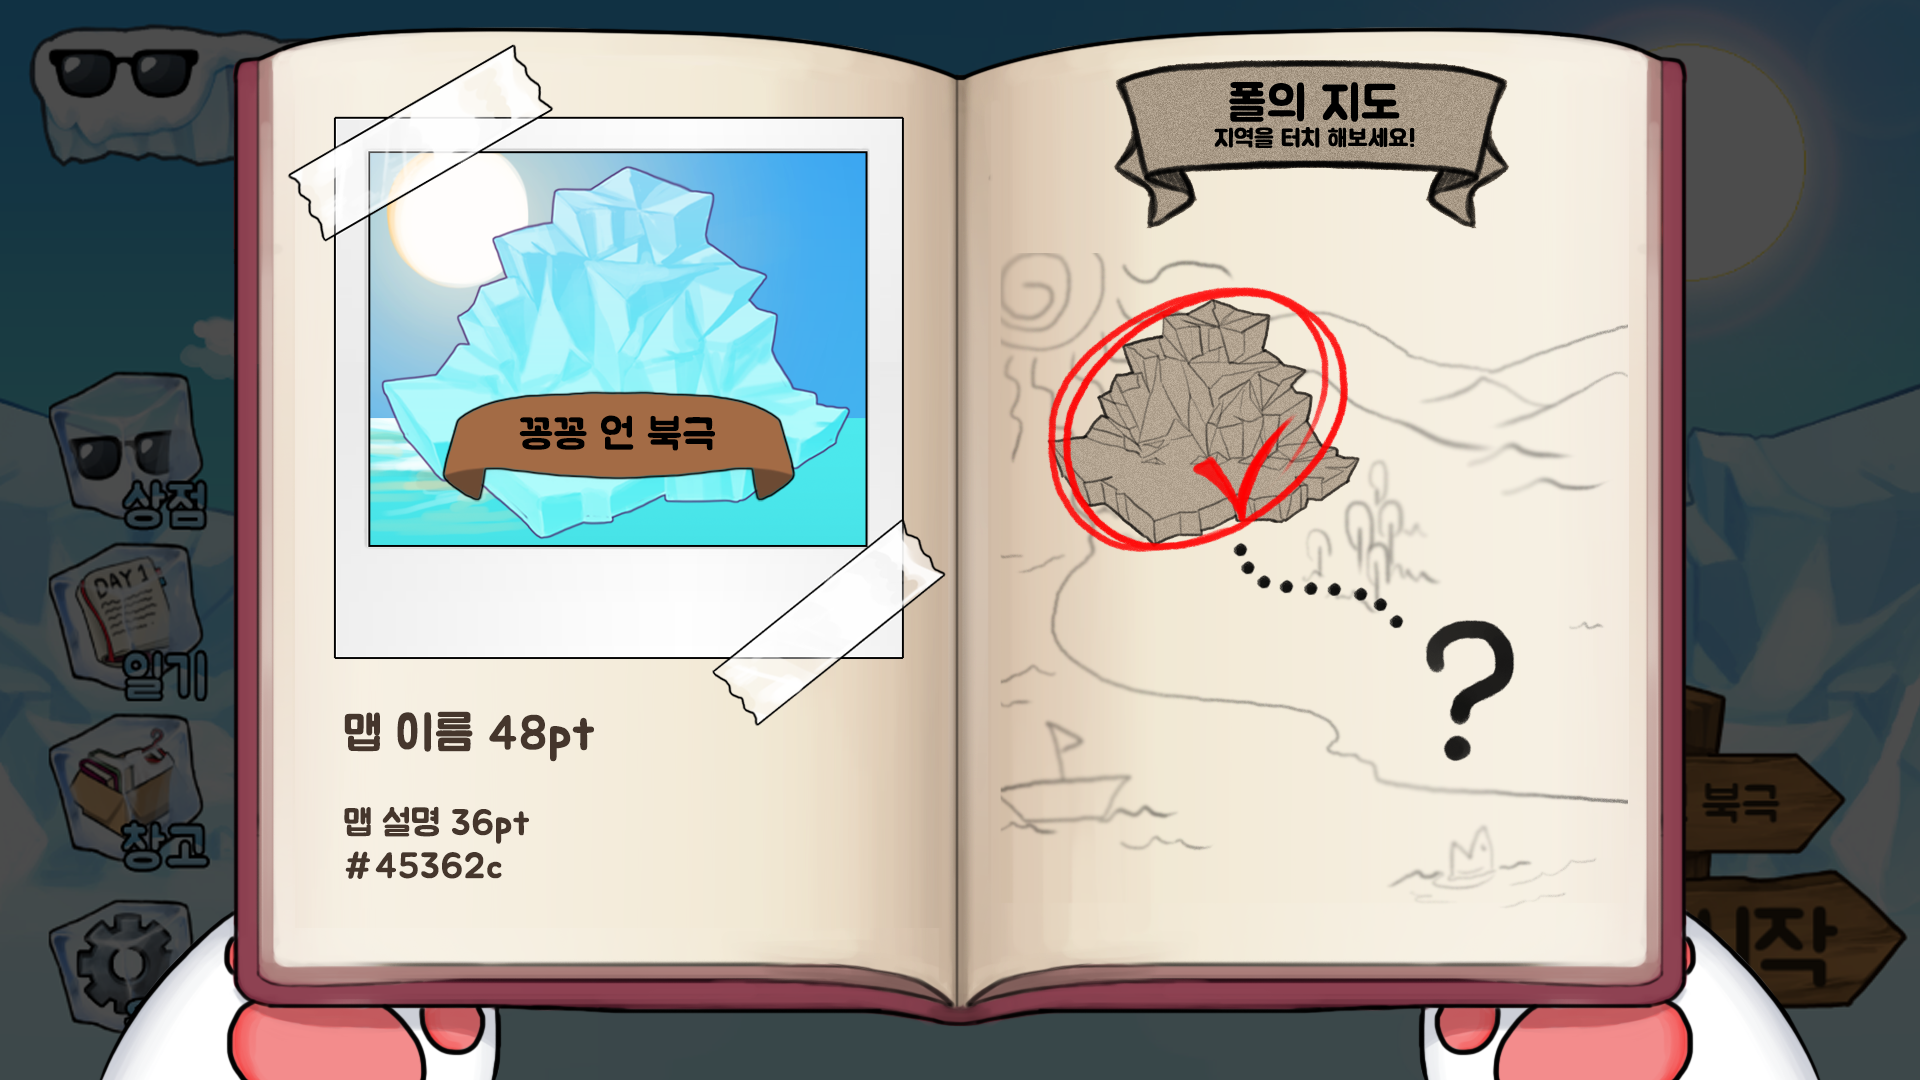 꽁꽁 언 북극
맵 이름 48pt
맵 설명 36pt
#45362c
폴의 지도
지역을 터치 해보세요!
?
상점
DAY 1
일기
창고
북극
시작